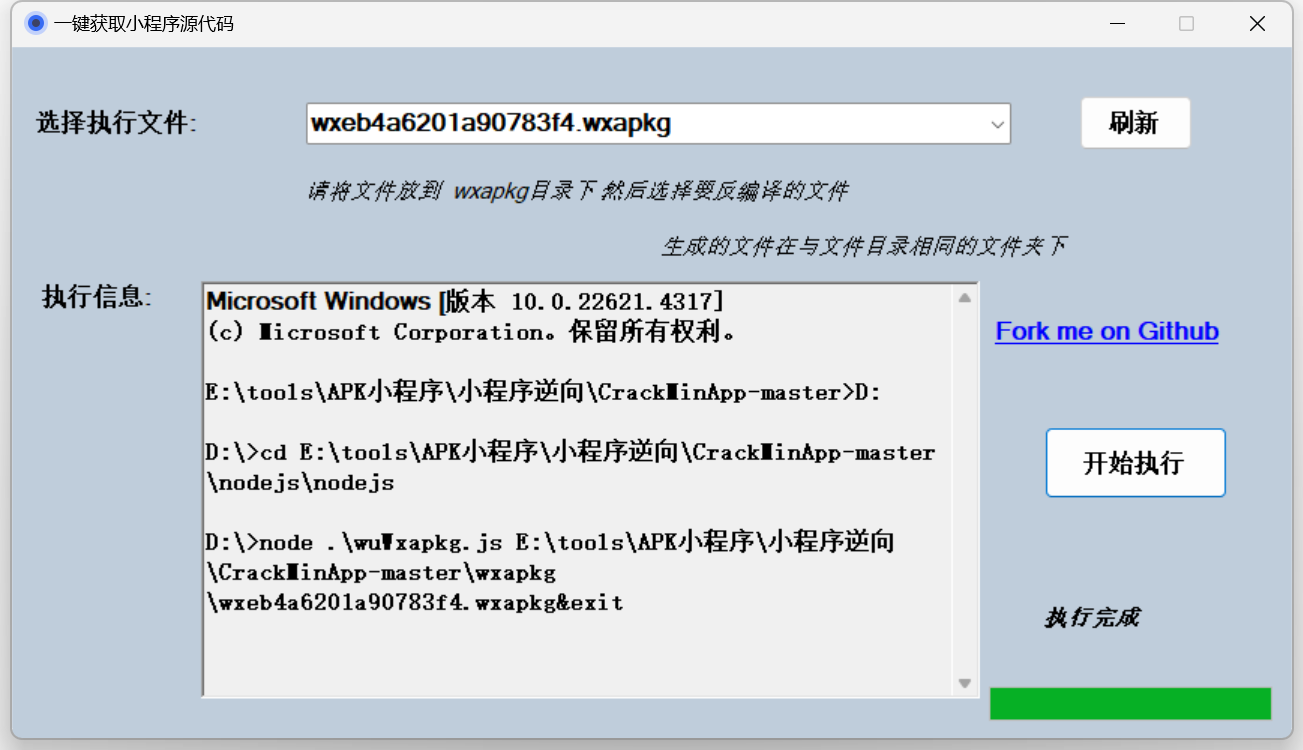 一键获取小程序源代码
选择执行文件:
wxeb4a6201a90783f4.wxapkg
刷新
请将文件放到 wxapkg目录下 然后选择要反编译的文件
生成的文件在与文件目录相同的文件夹下
执行信息:
Microsoft Windows [版本 10.0.22621.4317]
(c) Microsoft Corporation。保留所有权利。
E:\tools\APK小程序\小程序逆向\CrackMinApp-master>D:
D:\>cd E:\tools\APK小程序\小程序逆向\CrackMinApp-master
\nodejs\nodejs
D:\>node .\wuWxapkg.js E:\tools\APK小程序\小程序逆向
\CrackMinApp-master\wxapkg
\wxeb4a6201a90783f4.wxapkg&exit
Fork me on Github
开始执行
执行完成